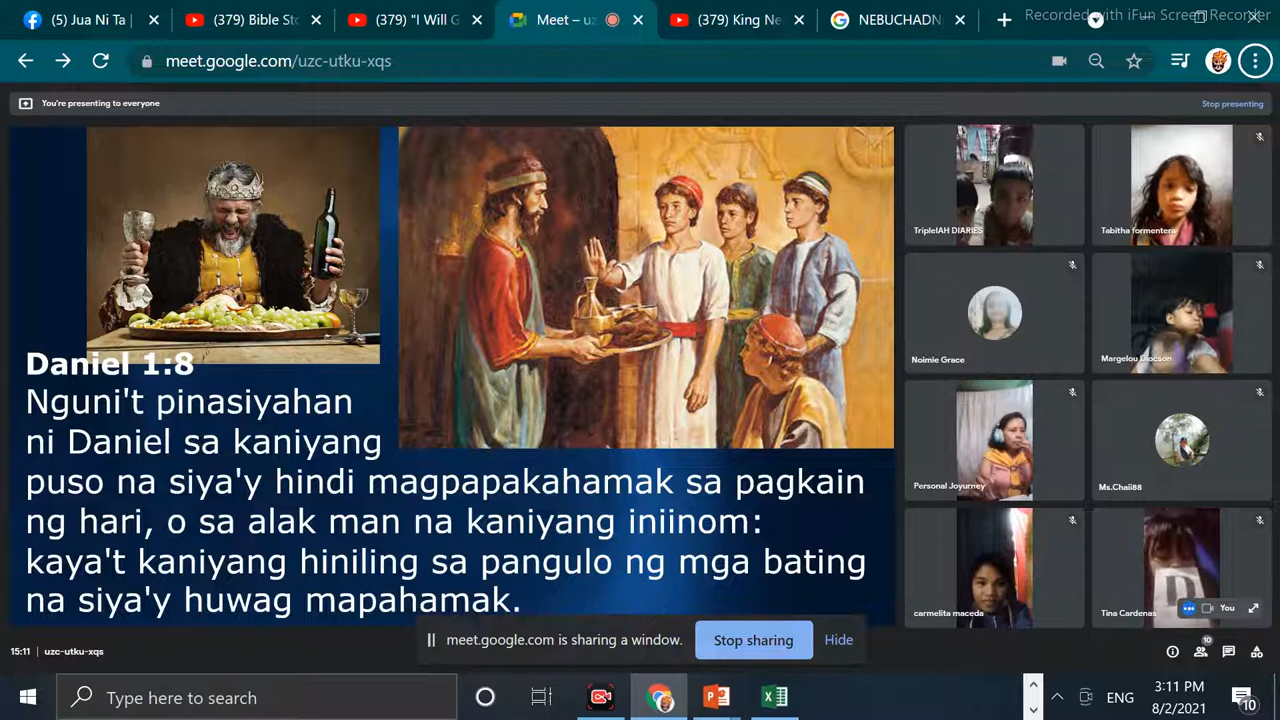 (5) Jua Ni Ta
(379) Bible Sto
(379) "I Will G
Meet – uz
(379) King Ne
NEBUCHADN
Recorded with iFun Screen Recorder
meet.google.com/uzc-utku-xqs
You're presenting to everyone
Stop presenting
Daniel 1:8
Nguni't pinasiyahan
ni Daniel sa kaniyang
puso na siya'y hindi magpapakahamak sa pagkain
ng hari, o sa alak man na kaniyang iniinom:
kaya't kaniyang hiniling sa pangulo ng mga bating
na siya'y huwag mapahamak.
TripleIAH DIARIES
Tabitha formentera
Noimie Grace
Margelou Diocson
Personal Joyurney
Ms.Chaii88
carmelita maceda
Tina Cardenas
D
You
meet.google.com is sharing a window.
Stop sharing
Hide
15:11
uzc-utku-xqs
10
Type here to search
ENG
3:11 PM
8/2/2021
10